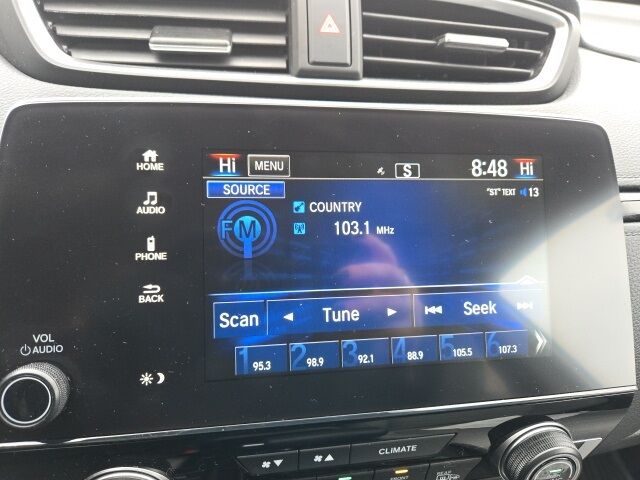 HOME
AUDIO
PHONE
BACK
VOL
AUDIO
Hi MENU S 8:48 Hi
SOURCE "ST" TEXT 13
FM
COUNTRY
103.1 MHz
Scan Tune Seek
1 95.3 2 98.9 3 92.1 4 88.9 5 105.5 6 107.3
CLIMATE
FRONT
REAR